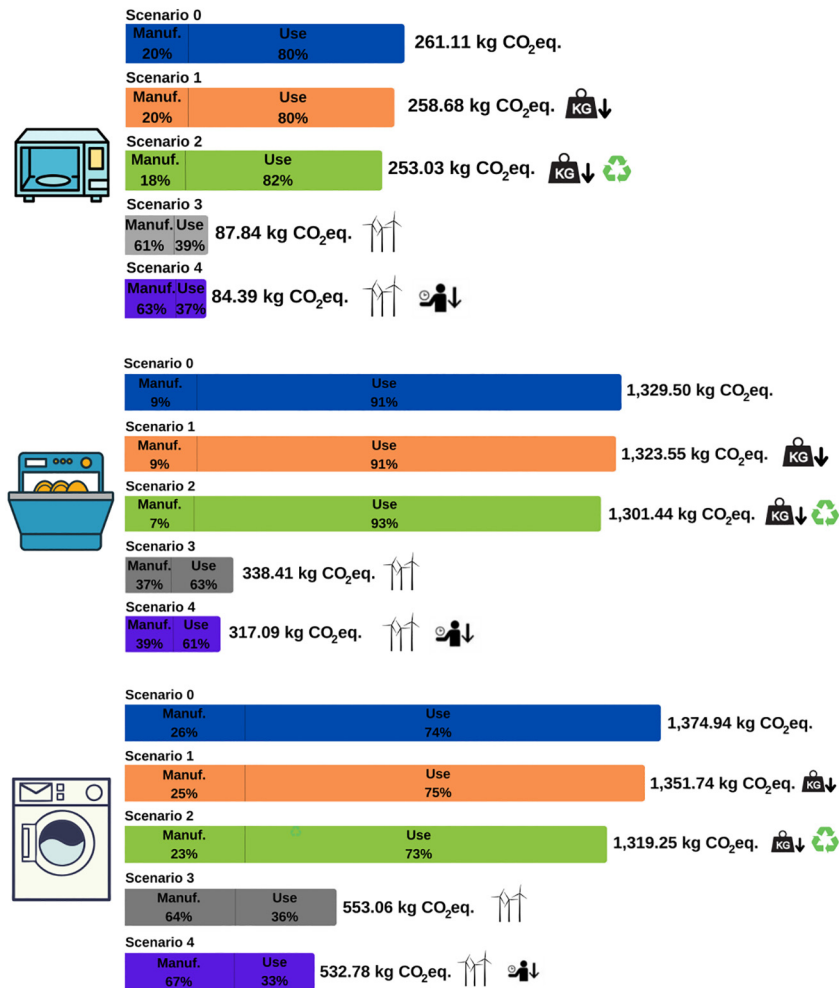 Scenario 0
Manuf. Use
20% 80%
261.11 kg CO₂eq.
Scenario 1
Manuf. Use
20% 80%
258.68 kg CO₂eq. KG
Scenario 2
Manuf. Use
18% 82%
253.03 kg CO₂eq. KG
Scenario 3
Manuf. Use
61% 39%
87.84 kg CO₂eq.
Scenario 4
Manuf. Use
63% 37%
84.39 kg CO₂eq.
Scenario 0
Manuf. Use
9% 91%
1,329.50 kg CO₂eq.
Scenario 1
Manuf. Use
9% 91%
1,323.55 kg CO₂eq. KG
Scenario 2
Manuf. Use
7% 93%
1,301.44 kg CO₂eq. KG
Scenario 3
Manuf. Use
37% 63%
338.41 kg CO₂eq.
Scenario 4
Manuf. Use
39% 61%
317.09 kg CO₂eq.
Scenario 0
Manuf. Use
26% 74%
1,374.94 kg CO₂eq.
Scenario 1
Manuf. Use
25% 75%
1,351.74 kg CO₂eq. KG
Scenario 2
Manuf. Use
23% 73%
1,319.25 kg CO₂eq. KG
Scenario 3
Manuf. Use
64% 36%
553.06 kg CO₂eq.
Scenario 4
Manuf. Use
67% 33%
532.78 kg CO₂eq.